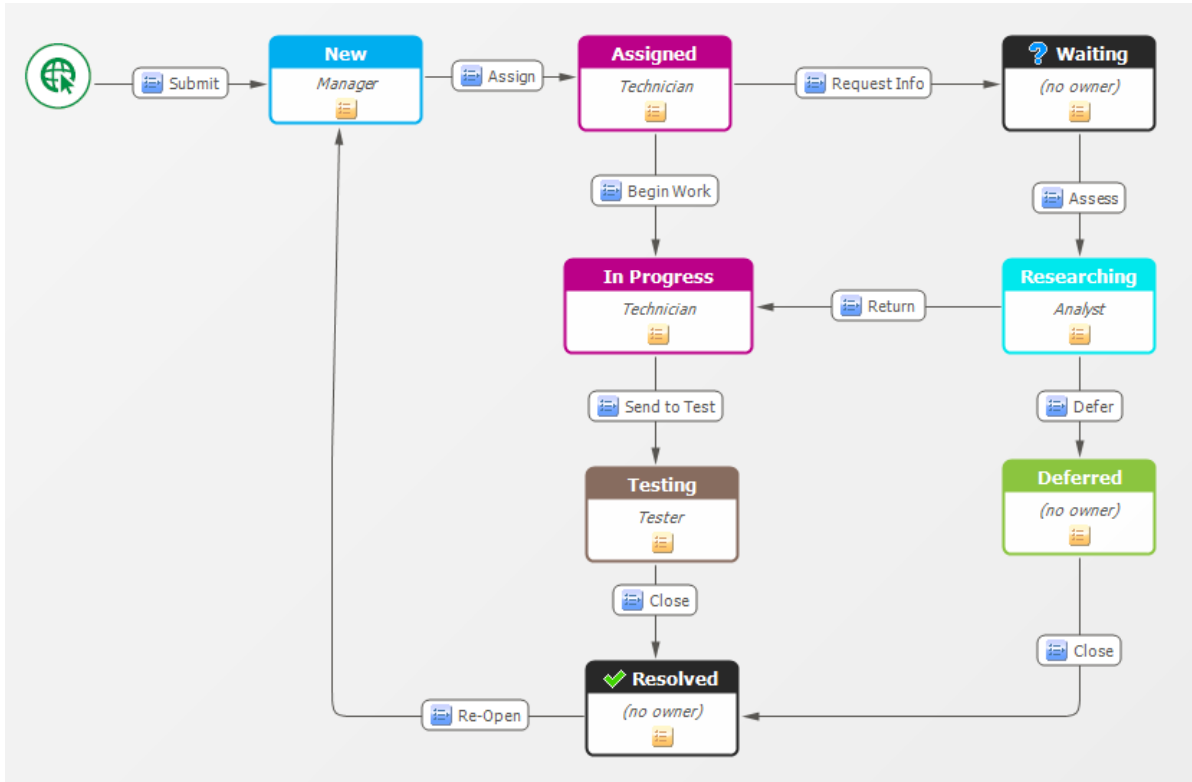 New
Manager
Submit
Assign
Assigned
Technician
Request Info
? Waiting
(no owner)
Begin Work
Assess
In Progress
Technician
Return
Researching
Analyst
Send to Test
Defer
Testing
Tester
Deferred
(no owner)
Close
Close
Resolved
(no owner)
Re-Open